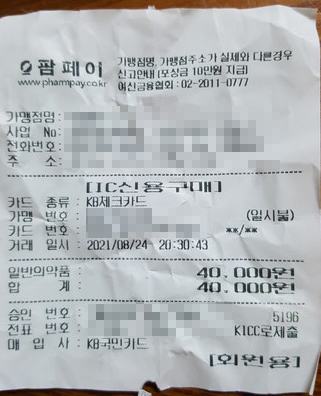 팜페이
www.pharmpay.co.kr
가맹점명, 가맹점주소가 실제와 다른경우
신고안내 (포상금 10만원 지급)
여신금융협회 : 02-2011-0777
가맹점명:
사업 No:
전화번호:
주 소:
[IC신용구매]
카드 종류 : KB체크카드
가맹 번호 : (일시불)
카드 번호 : **/**
거래 일시 : 2021/08/24 20:30:43
일반의약품: 40,000원
합 계: 40,000원
승인 번호 : 5196
전표 번호 : KICC로제출
매 입 사 : KB국민카드
[회원용]